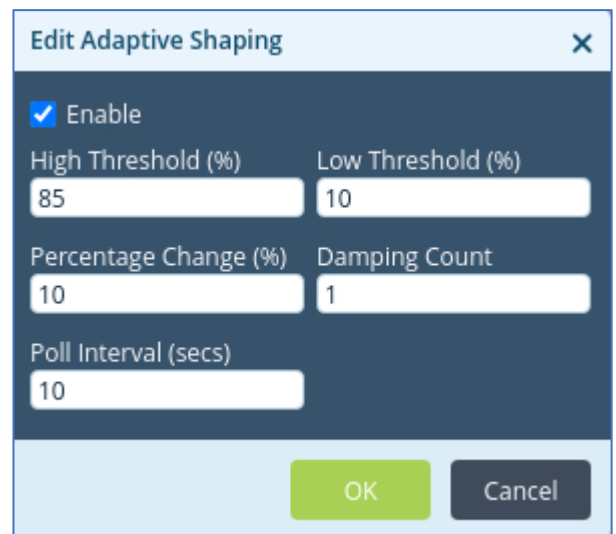 Edit Adaptive Shaping
Enable
High Threshold (%) Low Threshold (%)
85 10
Percentage Change (%) Damping Count
10 1
Poll Interval (secs)
10
OK Cancel